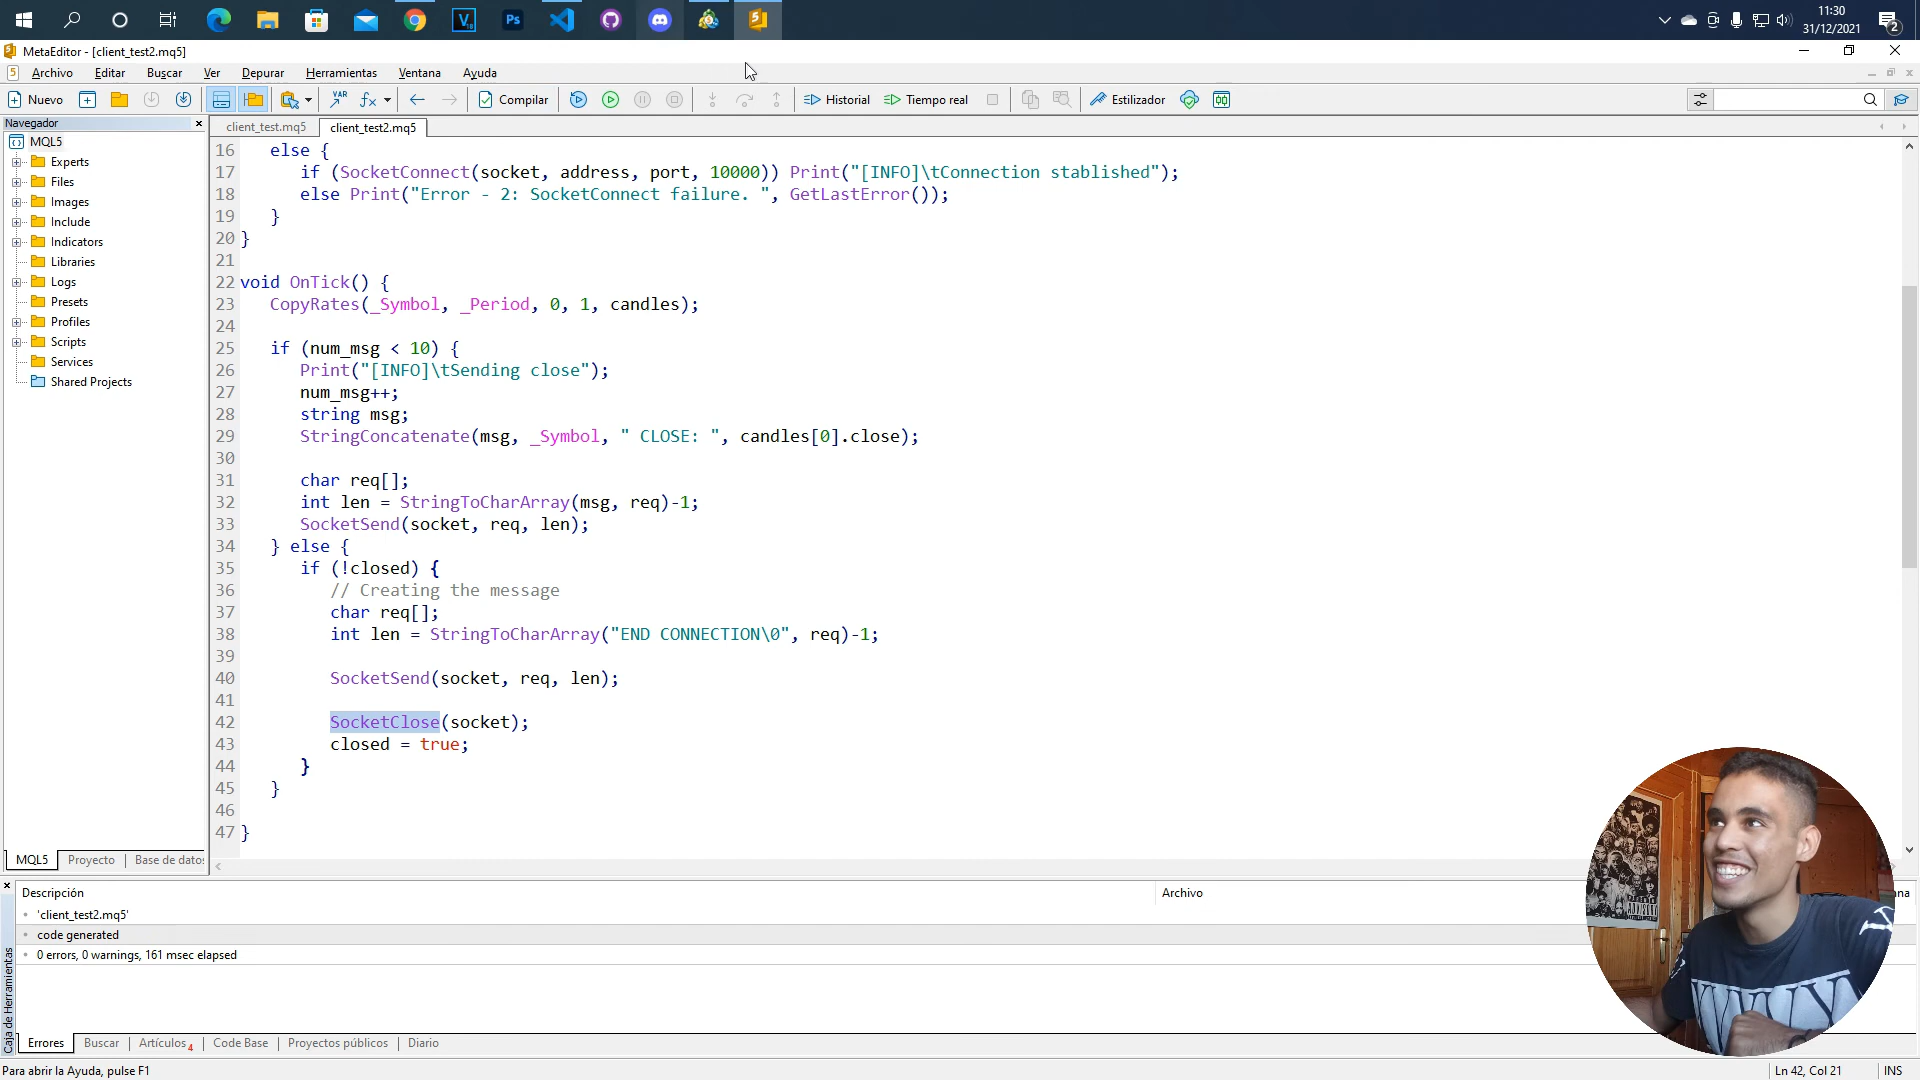 11:30
31/12/2021
2
MetaEditor - [client_test2.mq5]
Archivo Editar Buscar Ver Depurar Herramientas Ventana Ayuda
Nuevo Compilar Historial Tiempo real Estilizador
Navegador
client_test.mq5 client_test2.mq5
MQL5
Experts
Files
Images
Include
Indicators
Libraries
Logs
Presets
Profiles
Scripts
Services
Shared Projects
16 else {
17 if (SocketConnect(socket, address, port, 10000)) Print("[INFO]\tConnection stablished");
18 else Print("Error - 2: SocketConnect failure. ", GetLastError());
19 }
20 }
21
22 void OnTick() {
23 CopyRates(_Symbol, _Period, 0, 1, candles);
24
25 if (num_msg < 10) {
26 Print("[INFO]\tSending close");
27 num_msg++;
28 string msg;
29 StringConcatenate(msg, _Symbol, " CLOSE: ", candles[0].close);
30
31 char req[];
32 int len = StringToCharArray(msg, req)-1;
33 SocketSend(socket, req, len);
34 } else {
35 if (!closed) {
36 // Creating the message
37 char req[];
38 int len = StringToCharArray("END CONNECTION\0", req)-1;
39
40 SocketSend(socket, req, len);
41
42 SocketClose(socket);
43 closed = true;
44 }
45 }
46
47 }
MQL5 Proyecto Base de datos
Descripción Archivo
'client_test2.mq5'
code generated
0 errors, 0 warnings, 161 msec elapsed
Caja de Herramientas
Errores Buscar Artículos 4 Code Base Proyectos públicos Diario
Para abrir la Ayuda, pulse F1 Ln 42, Col 21 INS